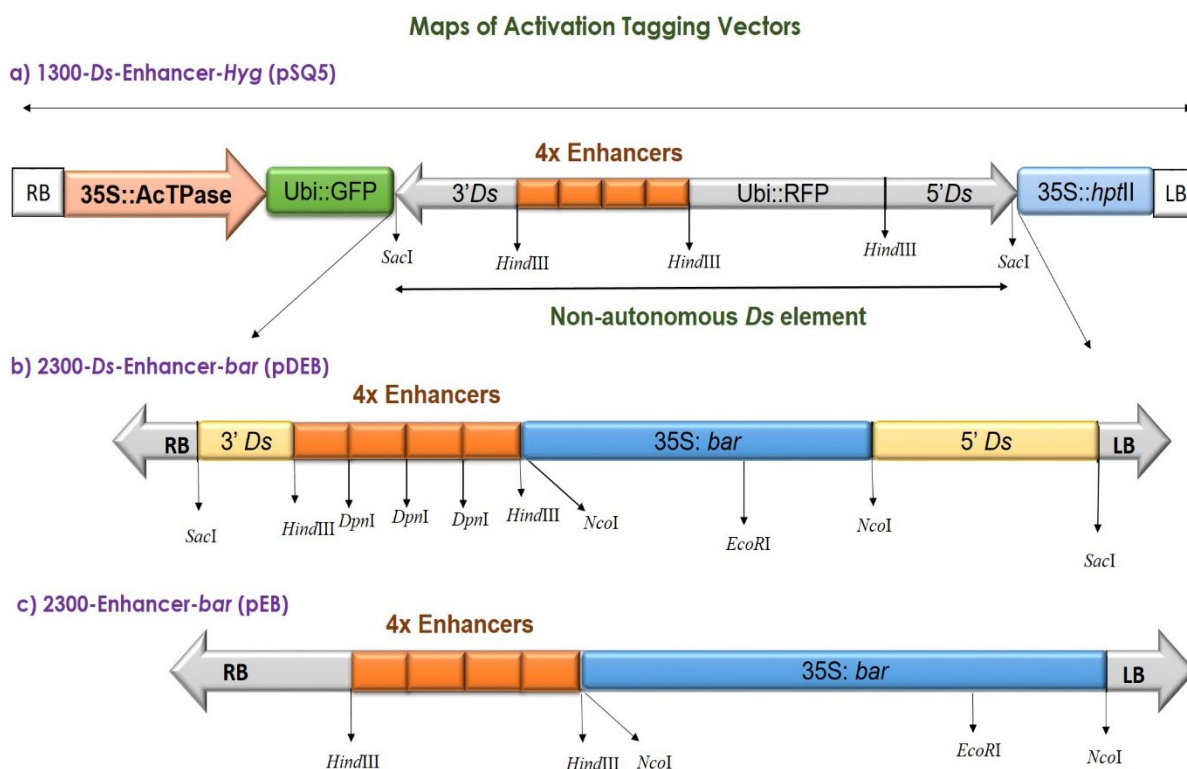 Maps of Activation Tagging Vectors
a) 1300-Ds-Enhancer-Hyg (pSQ5)
4x Enhancers
RB 35S::AcTPase Ubi::GFP 3'Ds Ubi::RFP 5'Ds 35S::hptII LB
SacI HindIII HindIII HindIII SacI
Non-autonomous Ds element
b) 2300-Ds-Enhancer-bar (pDEB)
4x Enhancers
RB 3' Ds 35S: bar 5' Ds LB
SacI HindIII DpnI DpnI DpnI HindIII NcoI EcoRI NcoI SacI
c) 2300-Enhancer-bar (pEB)
4x Enhancers
RB 35S: bar LB
HindIII HindIII NcoI EcoRI NcoI